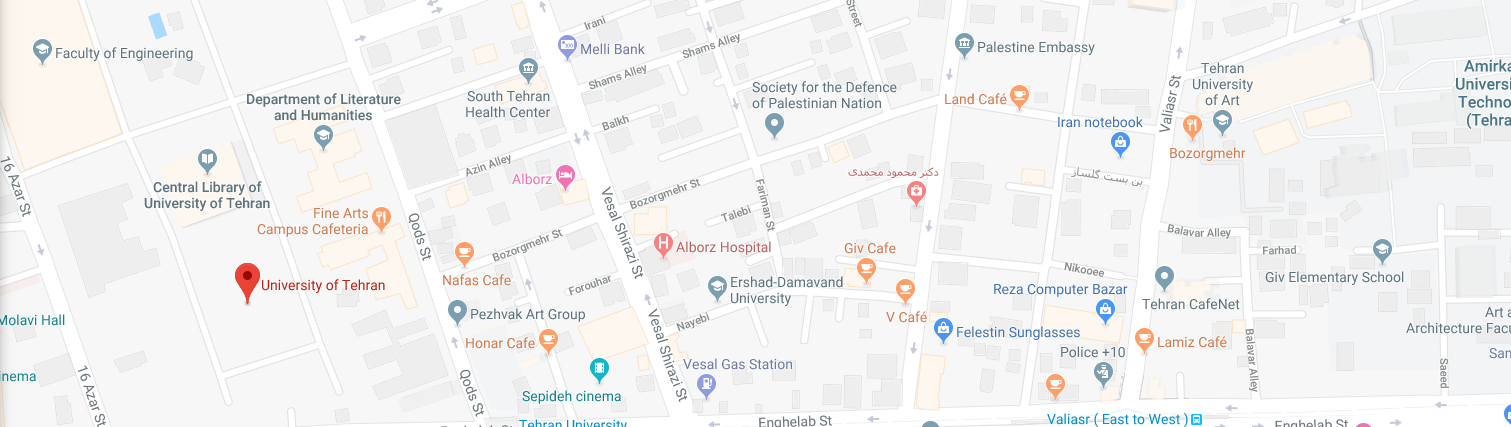 Faculty of Engineering
Irani
Melli Bank
Shams Alley
Shams Alley
Street
Palestine Embassy
Tehran
University
of Art
Amirka
Universi
Techno
(Tehra
South Tehran
Health Center
Department of Literature
and Humanities
Society for the Defence
of Palestinian Nation
Land Café
Valiasr St
Iran notebook
Bozorgmehr
Balkh
Azin Alley
Alborz
16 Azar St
Central Library of
University of Tehran
Fine Arts
Campus Cafeteria
Qods St
Bozorgmehr St
Vesal Shirazi St
Bozorgmehr St
Talebi
Fariman St
دکتر محمود محمدی
بن بست گلساز
Balavar Alley
Farhad
Giv Elementary School
Alborz Hospital
Giv Cafe
Nikooee
Nafas Cafe
Forouhar
University of Tehran
Ershad-Damavand
University
Reza Computer Bazar
Tehran CafeNet
Pezhvak Art Group
V Café
Molavi Hall
Honar Cafe
Vesal Shirazi St
Nayebi
Felestin Sunglasses
Lamiz Café
Art a
Architecture Facu
San
Police +10
Vesal Gas Station
inema
16 Azar St
Qods St
Sepideh cinema
Balavar Alley
Saeed
Tehran University
Enghelab St
Valiasr ( East to West )
Enghelab St